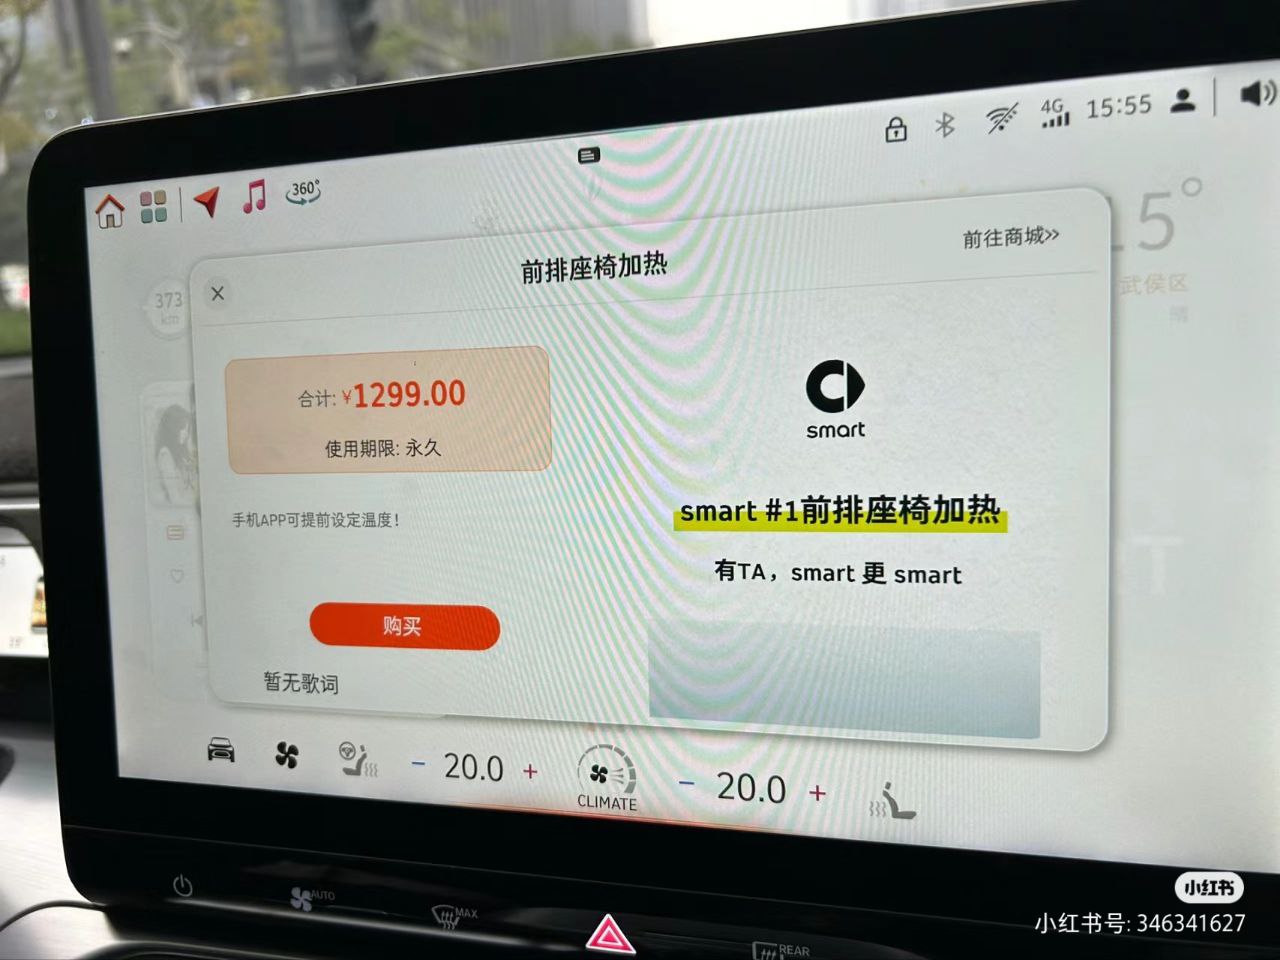 4G
15:55
360°
5°
武侯区
晴
373
km
前排座椅加热
前往商城>>
合计: ¥1299.00
使用期限: 永久
手机APP可提前设定温度！
购买
暂无歌词
smart
smart #1前排座椅加热
有TA，smart 更 smart
- 20.0 +
CLIMATE
- 20.0 +
AUTO
MAX
REAR
小红书
小红书号: 346341627